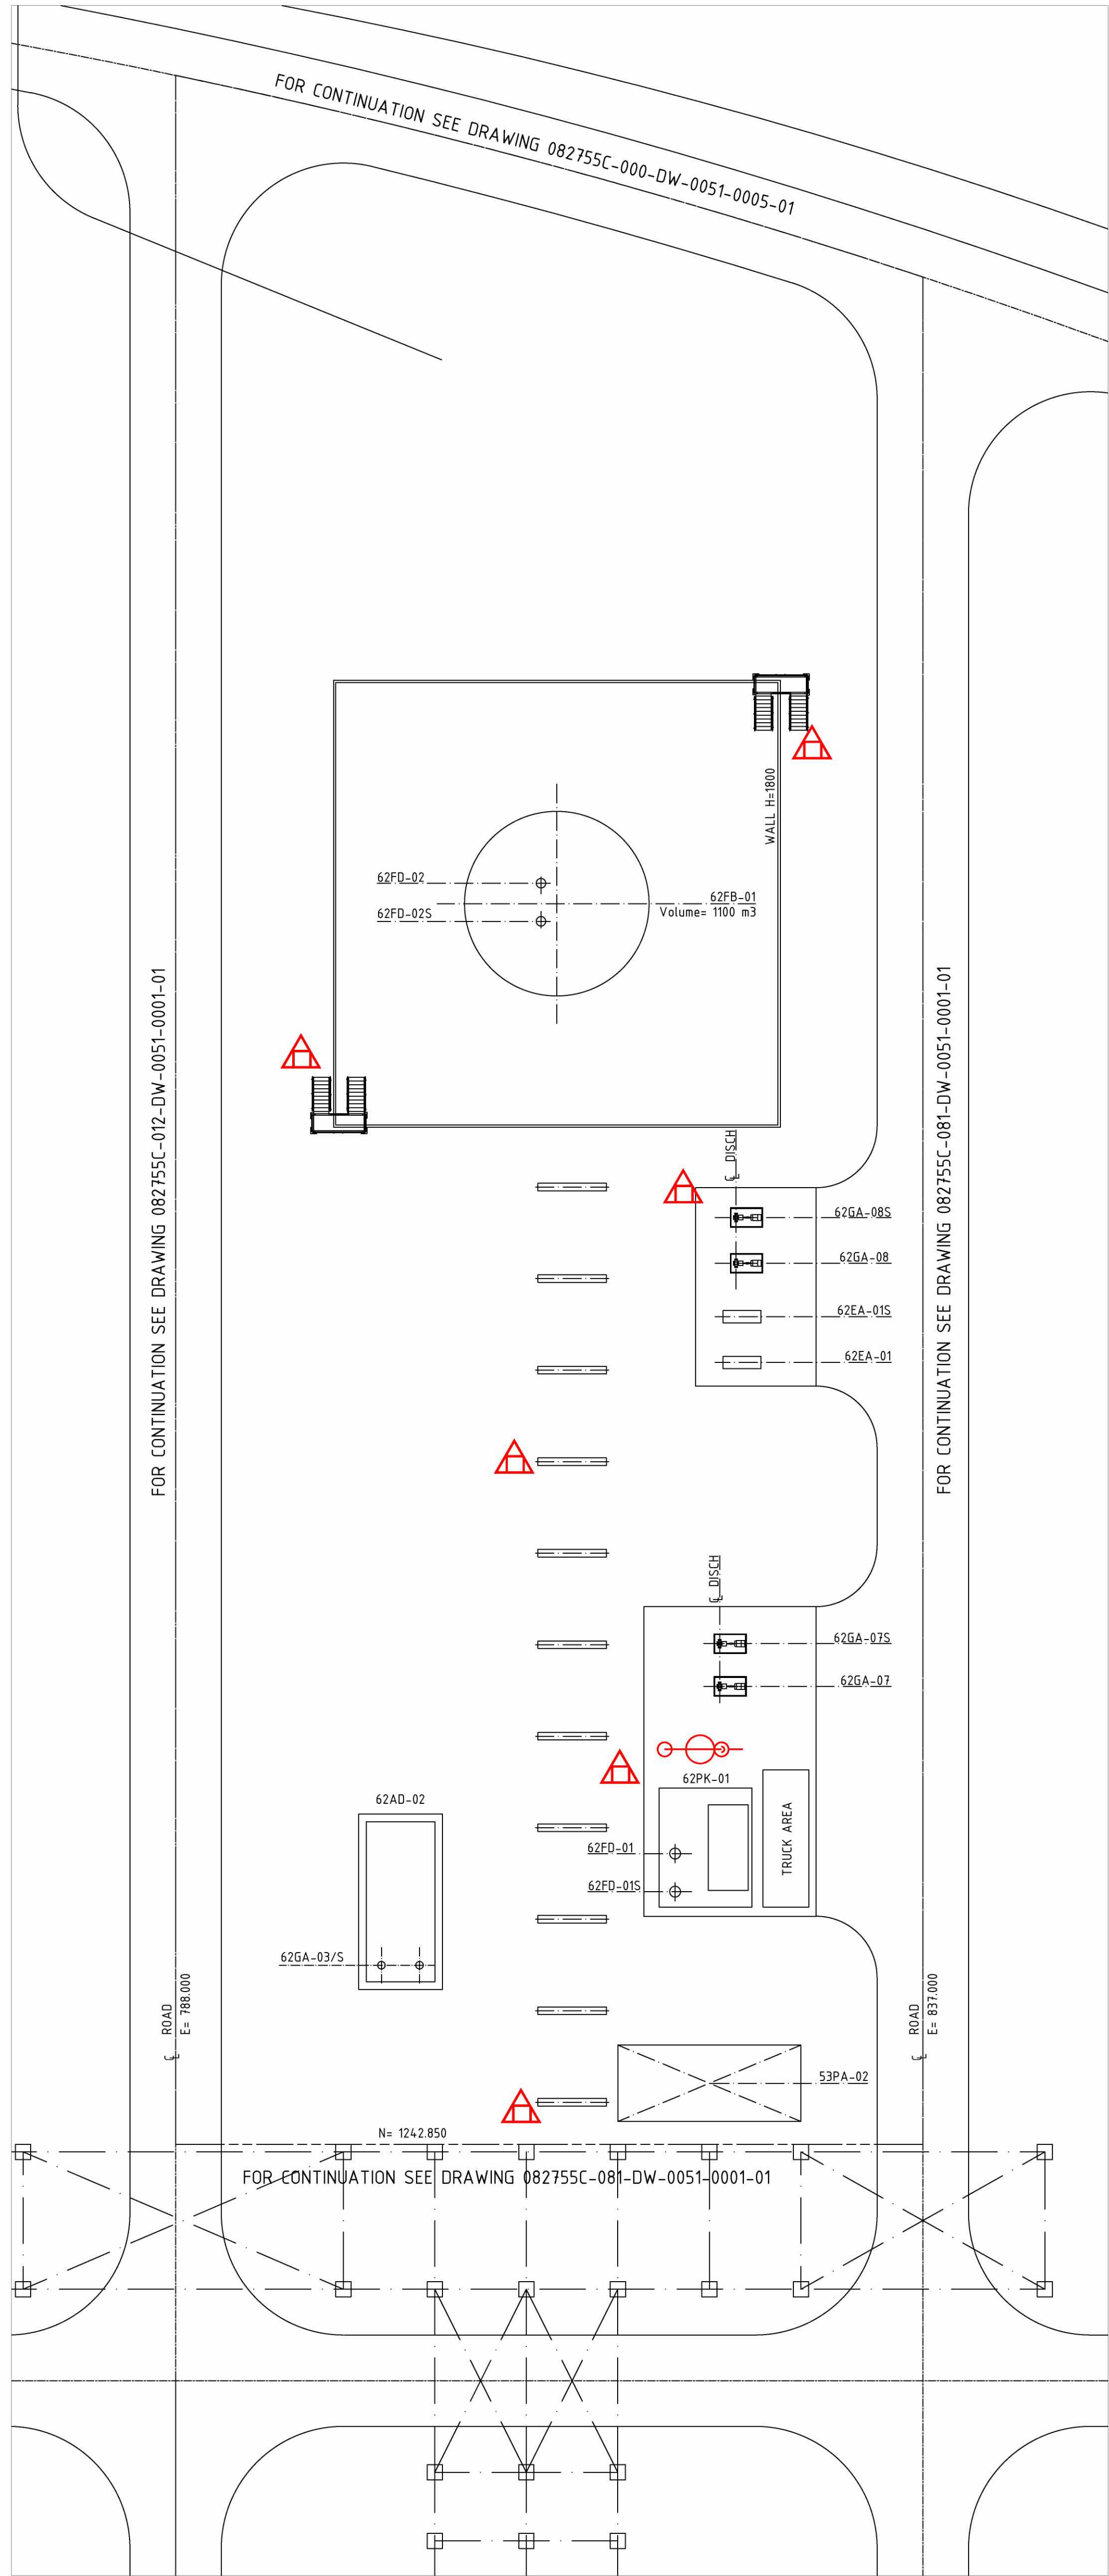 FOR CONTINUATION SEE DRAWING 082755C-000-DW-0051-0005-01
WALL H=1800
62FD-02
62FB-01
Volume= 1100 m3
62FD-02S
FOR CONTINUATION SEE DRAWING 082755C-012-DW-0051-0001-01
FOR CONTINUATION SEE DRAWING 082755C-081-DW-0051-0001-01
DISCH
62GA-08S
62GA-08
62EA-01S
62EA-01
DISCH
62GA-07S
62GA-07
62PK-01
62AD-02
TRUCK AREA
62FD-01
62FD-01S
62GA-03/S
ROAD
E= 788.000
ROAD
E= 837.000
53PA-02
N= 1242.850
FOR CONTINUATION SEE DRAWING 082755C-081-DW-0051-0001-01